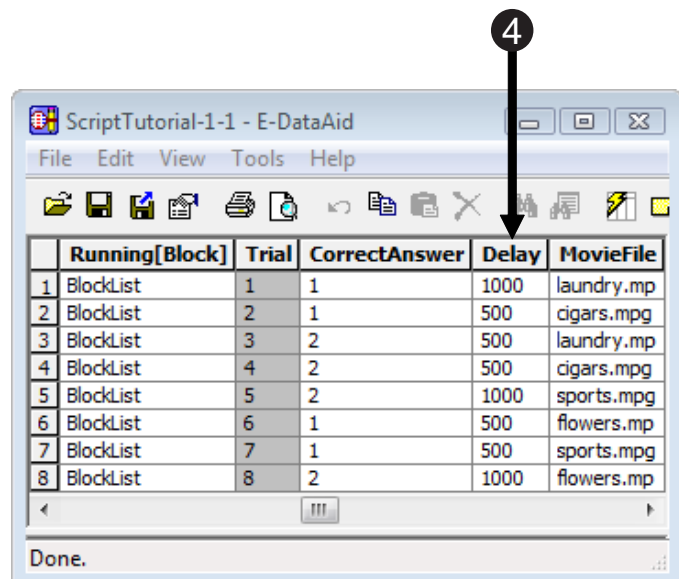 4
ScriptTutorial-1-1 - E-DataAid
File Edit View Tools Help
Running[Block] Trial CorrectAnswer Delay MovieFile
1 BlockList 1 1 1000 laundry.mp
2 BlockList 2 1 500 cigars.mpg
3 BlockList 3 2 500 laundry.mp
4 BlockList 4 2 500 cigars.mpg
5 BlockList 5 2 1000 sports.mpg
6 BlockList 6 1 500 flowers.mp
7 BlockList 7 1 500 sports.mpg
8 BlockList 8 2 1000 flowers.mp
Done.